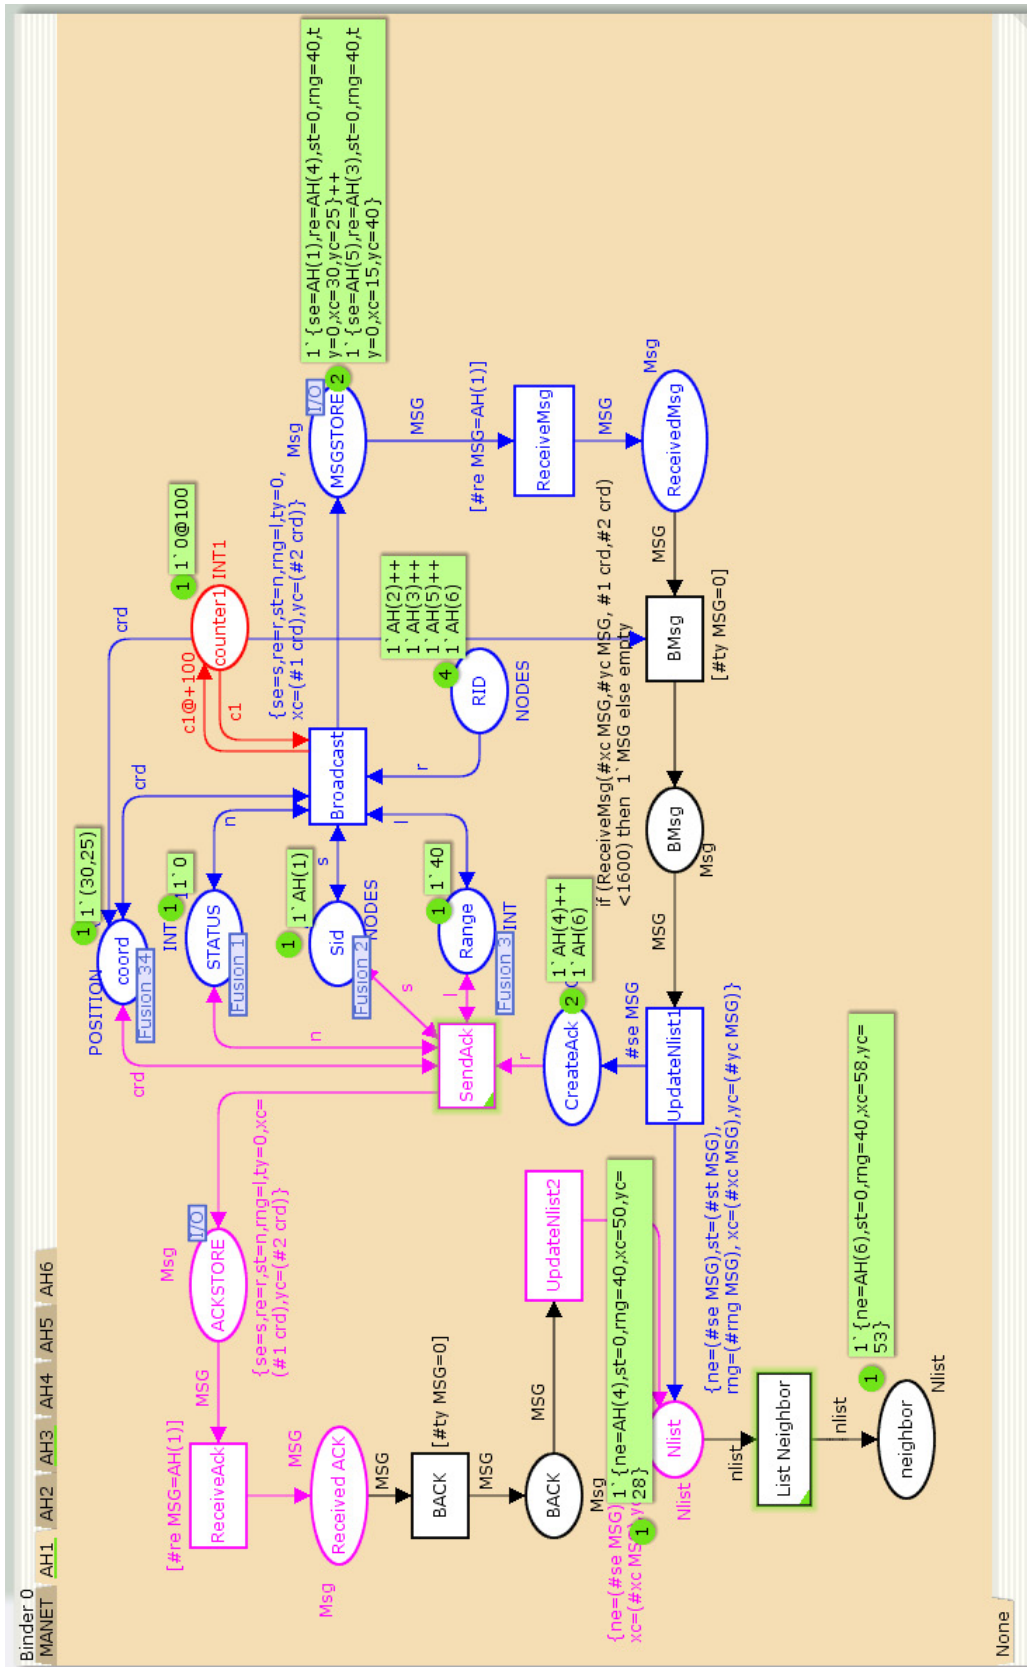 Binder 0
MANET
AH1
AH2
AH3
AH4
AH5
AH6
[#re MSG=AH(1)]
ReceiveAck
MSG
Msg
ACKSTORE
I/O
{se=s,re=r,st=n,rng=l,ty=0,xc=
(#1 crd),yc=(#2 crd)}
MSG
Received ACK
Msg
MSG
BACK
[#ty MSG=0]
MSG
BACK
Msg
MSG
UpdateNlist2
{ne=(#se MSG)
1
1`{ne=AH(4),st=0,rng=40,xc=50,yc=
28}
Nlist
Nlist
nlist
List Neighbor
nlist
neighbor
Nlist
1
1`{ne=AH(6),st=0,rng=40,xc=58,yc=
53}
{ne=(#se MSG),st=(#st MSG),
rng=(#rng MSG), xc=(#xc MSG),yc=(#yc MSG)}
UpdateNlist1
#se MSG
CreateAck
2
1`AH(4)++
1`AH(6)
r
SendAck
crd
n
s
l
POSITION
coord
Fusion 34
1
1`(30,25)
INT
STATUS
Fusion 1
1
1`0
Sid
Fusion 2
NODES
1
1`AH(1)
Range
Fusion 3
INT
1
1`40
crd
crd
n
s
l
Broadcast
c1@+100
c1
counter1
INT1
1
1`0@100
r
RID
NODES
4
1`AH(2)++
1`AH(3)++
1`AH(5)++
1`AH(6)
{se=s,re=r,st=n,rng=l,ty=0,
xc=(#1 crd),yc=(#2 crd)}
Msg
MSGSTORE
I/O
2
1`{se=AH(1),re=AH(4),st=0,rng=40,t
y=0,xc=30,yc=25}++
1`{se=AH(5),re=AH(3),st=0,rng=40,t
y=0,xc=15,yc=40}
MSG
[#re MSG=AH(1)]
ReceiveMsg
MSG
Msg
ReceivedMsg
MSG
BMsg
[#ty MSG=0]
if (ReceiveMsg(#xc MSG,#yc MSG, #1 crd,#2 crd)
<1600) then 1`MSG else empty
BMsg
Msg
MSG
None